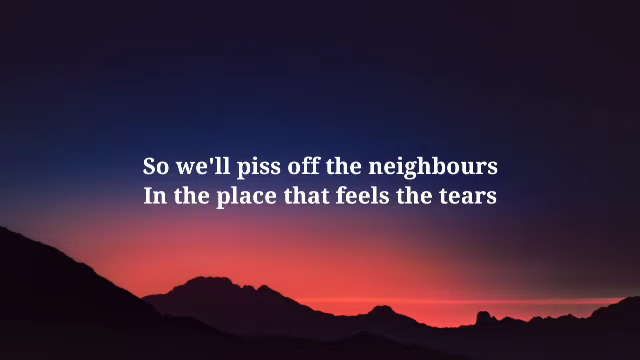 So we'll piss off the neighbours
In the place that feels the tears